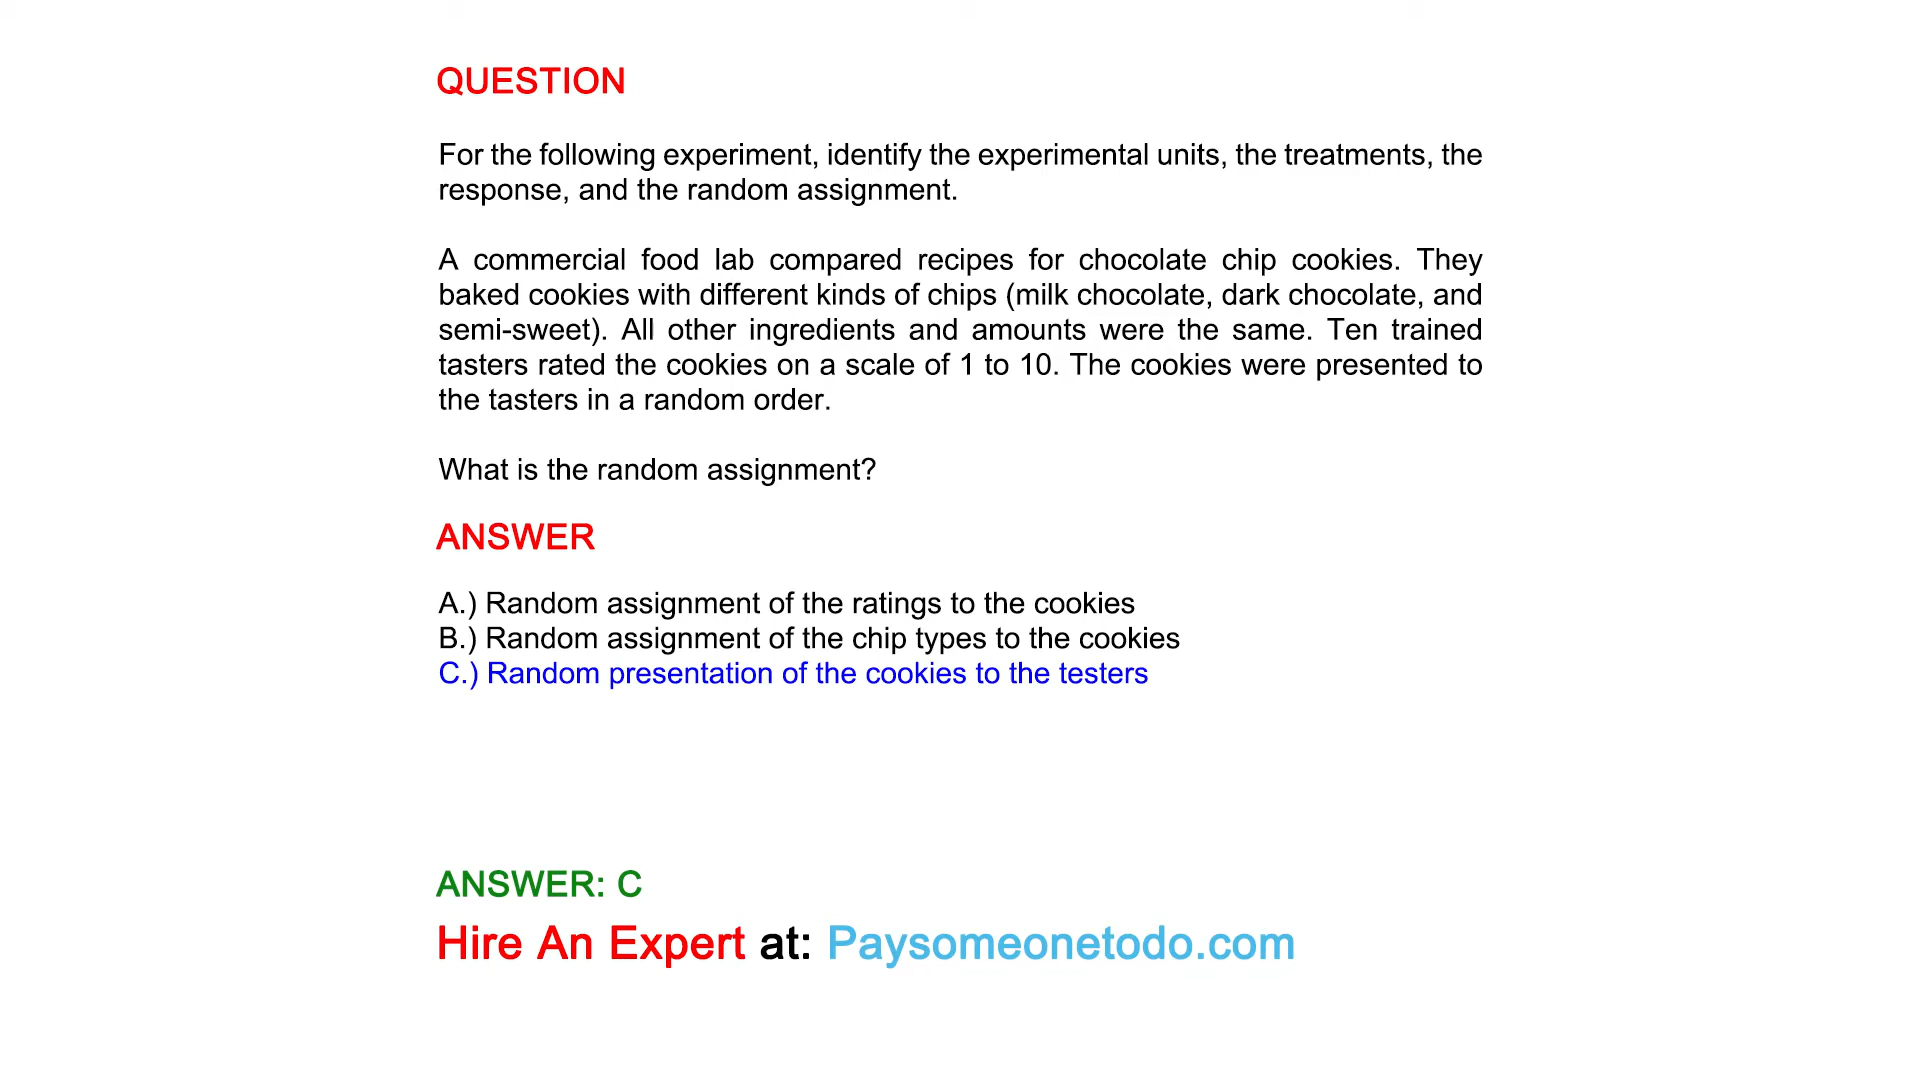 QUESTION
For the following experiment, identify the experimental units, the treatments, the
response, and the random assignment.
A commercial food lab compared recipes for chocolate chip cookies. They
baked cookies with different kinds of chips (milk chocolate, dark chocolate, and
semi-sweet). All other ingredients and amounts were the same. Ten trained
tasters rated the cookies on a scale of 1 to 10. The cookies were presented to
the tasters in a random order.
What is the random assignment?
ANSWER
A.) Random assignment of the ratings to the cookies
B.) Random assignment of the chip types to the cookies
C.) Random presentation of the cookies to the testers
ANSWER: C
Hire An Expert at: Paysomeonetodo.com